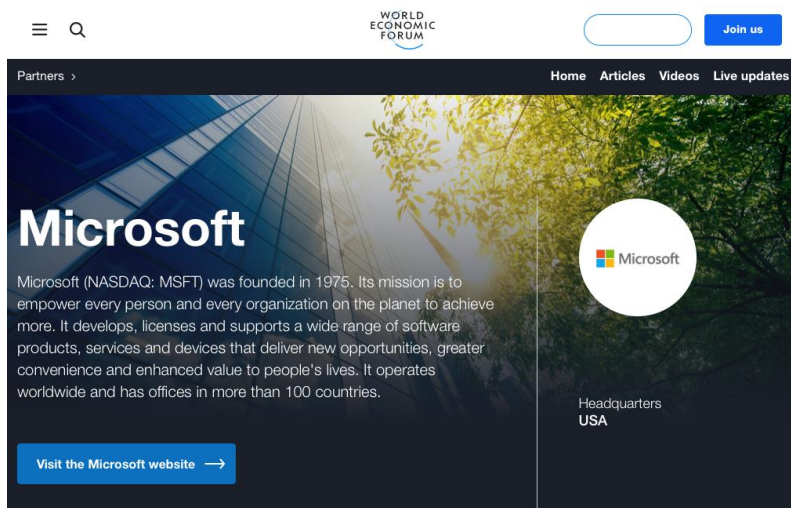 WORLD
ECONOMIC
FORUM
Join us
Partners ›
Home Articles Videos Live updates
Microsoft
Microsoft (NASDAQ: MSFT) was founded in 1975. Its mission is to
empower every person and every organization on the planet to achieve
more. It develops, licenses and supports a wide range of software
products, services and devices that deliver new opportunities, greater
convenience and enhanced value to people's lives. It operates
worldwide and has offices in more than 100 countries.
Microsoft
Headquarters
USA
Visit the Microsoft website